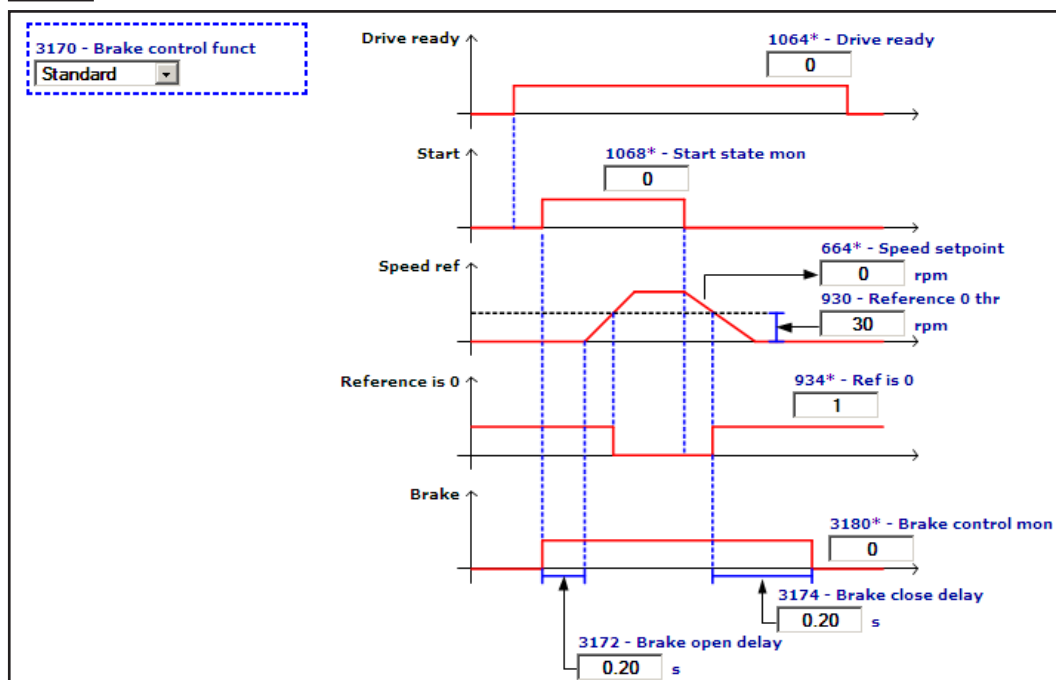 3170 - Brake control funct
Standard
Drive ready
1064* - Drive ready
0
Start
1068* - Start state mon
0
Speed ref
664* - Speed setpoint
0 rpm
930 - Reference 0 thr
30 rpm
Reference is 0
934* - Ref is 0
1
Brake
3180* - Brake control mon
0
3174 - Brake close delay
0.20 s
3172 - Brake open delay
0.20 s